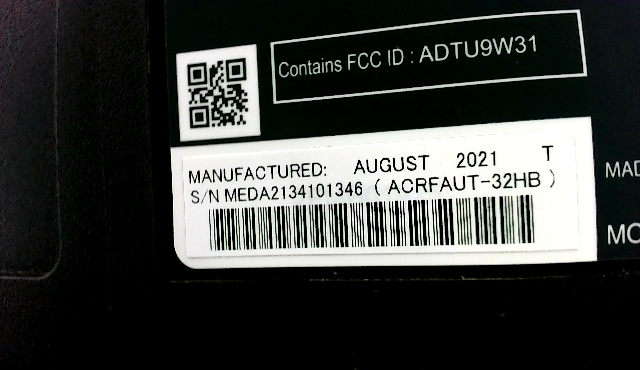 Contains FCC ID : ADTU9W31
MANUFACTURED: AUGUST 2021 T
S/N MEDA2134101346 ( ACRFAUT-32HB )